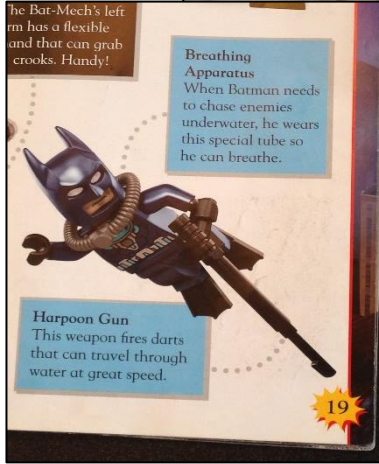 he Bat-Mech's left
rm has a flexible
and that can grab
crooks. Handy!
Breathing
Apparatus
When Batman needs
to chase enemies
underwater, he wears
this special tube so
he can breathe.
Harpoon Gun
This weapon fires darts
that can travel through
water at great speed.
19